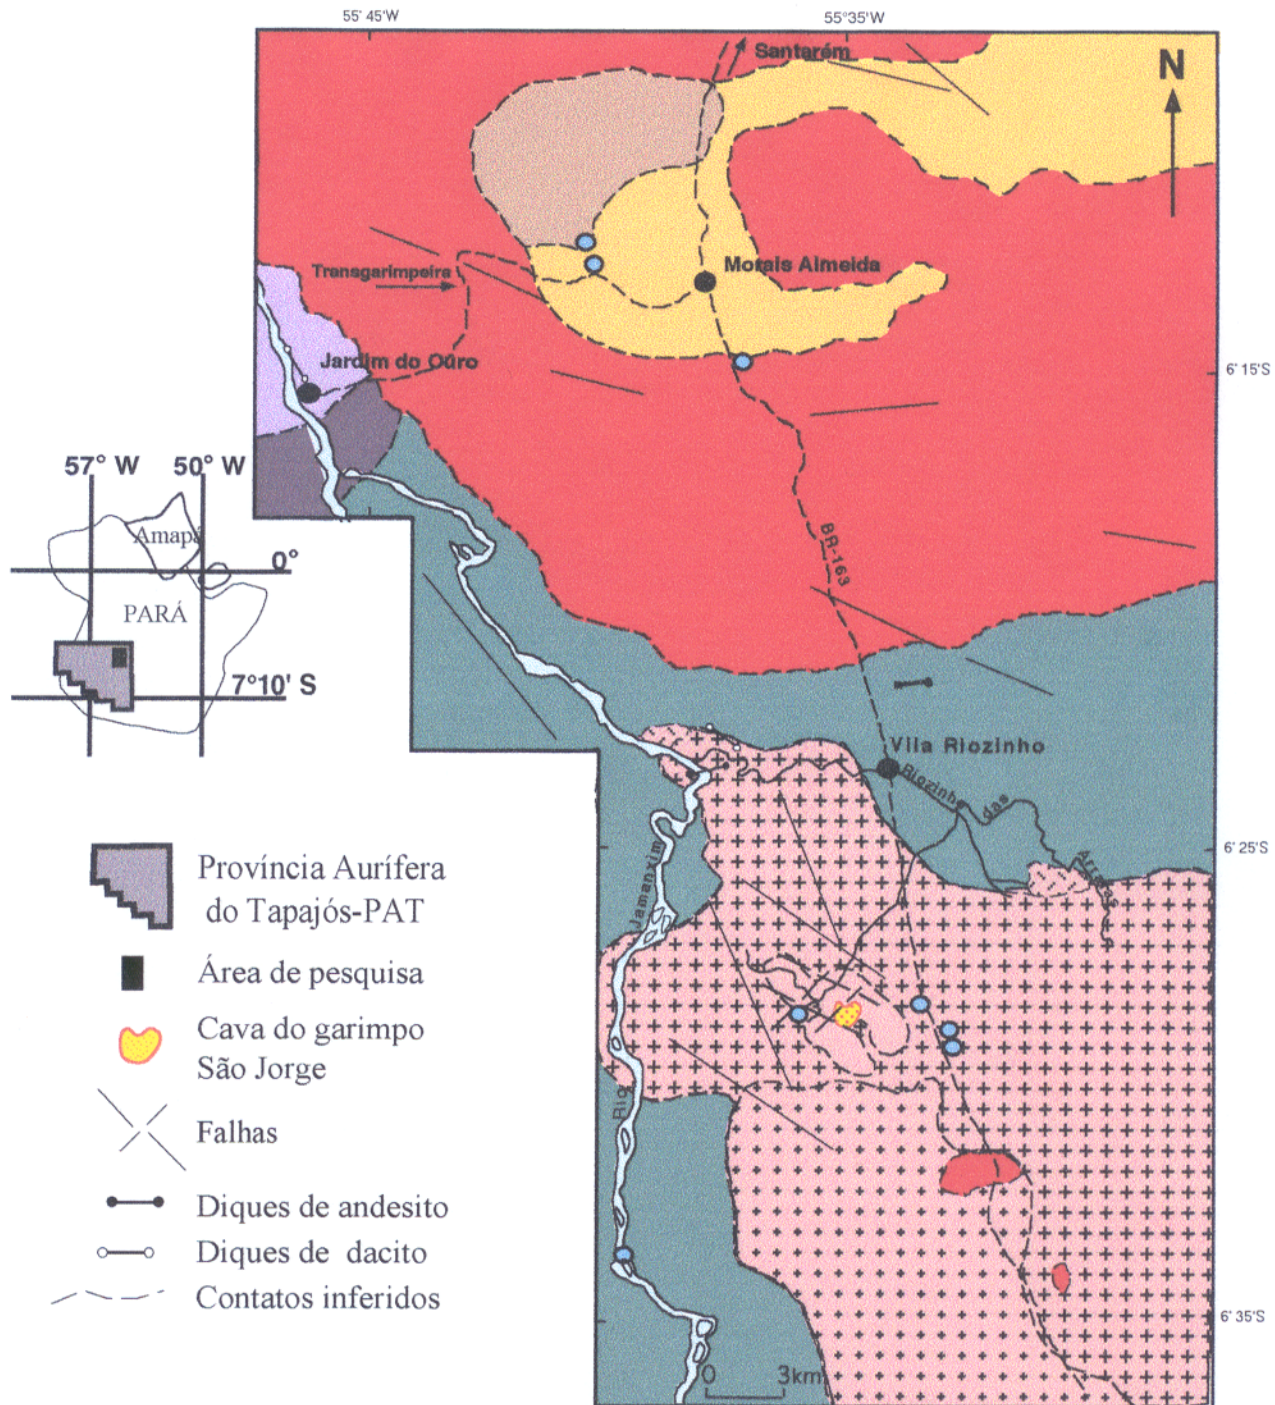 55° 45'W
55°35'W
Santarém
N
Morais Almeida
Transgarimpeira
Jardim do Oûro
6° 15'S
57° W
50° W
Amapá
0°
PARÁ
7°10' S
BR-163
Vila Riozinho
Riozinho
das
Arraias
6° 25'S
Jamanxim
Rio
Província Aurífera
do Tapajós-PAT
Área de pesquisa
Cava do garimpo
São Jorge
Falhas
Diques de andesito
Diques de dacito
Contatos inferidos
6° 35'S
0
3km